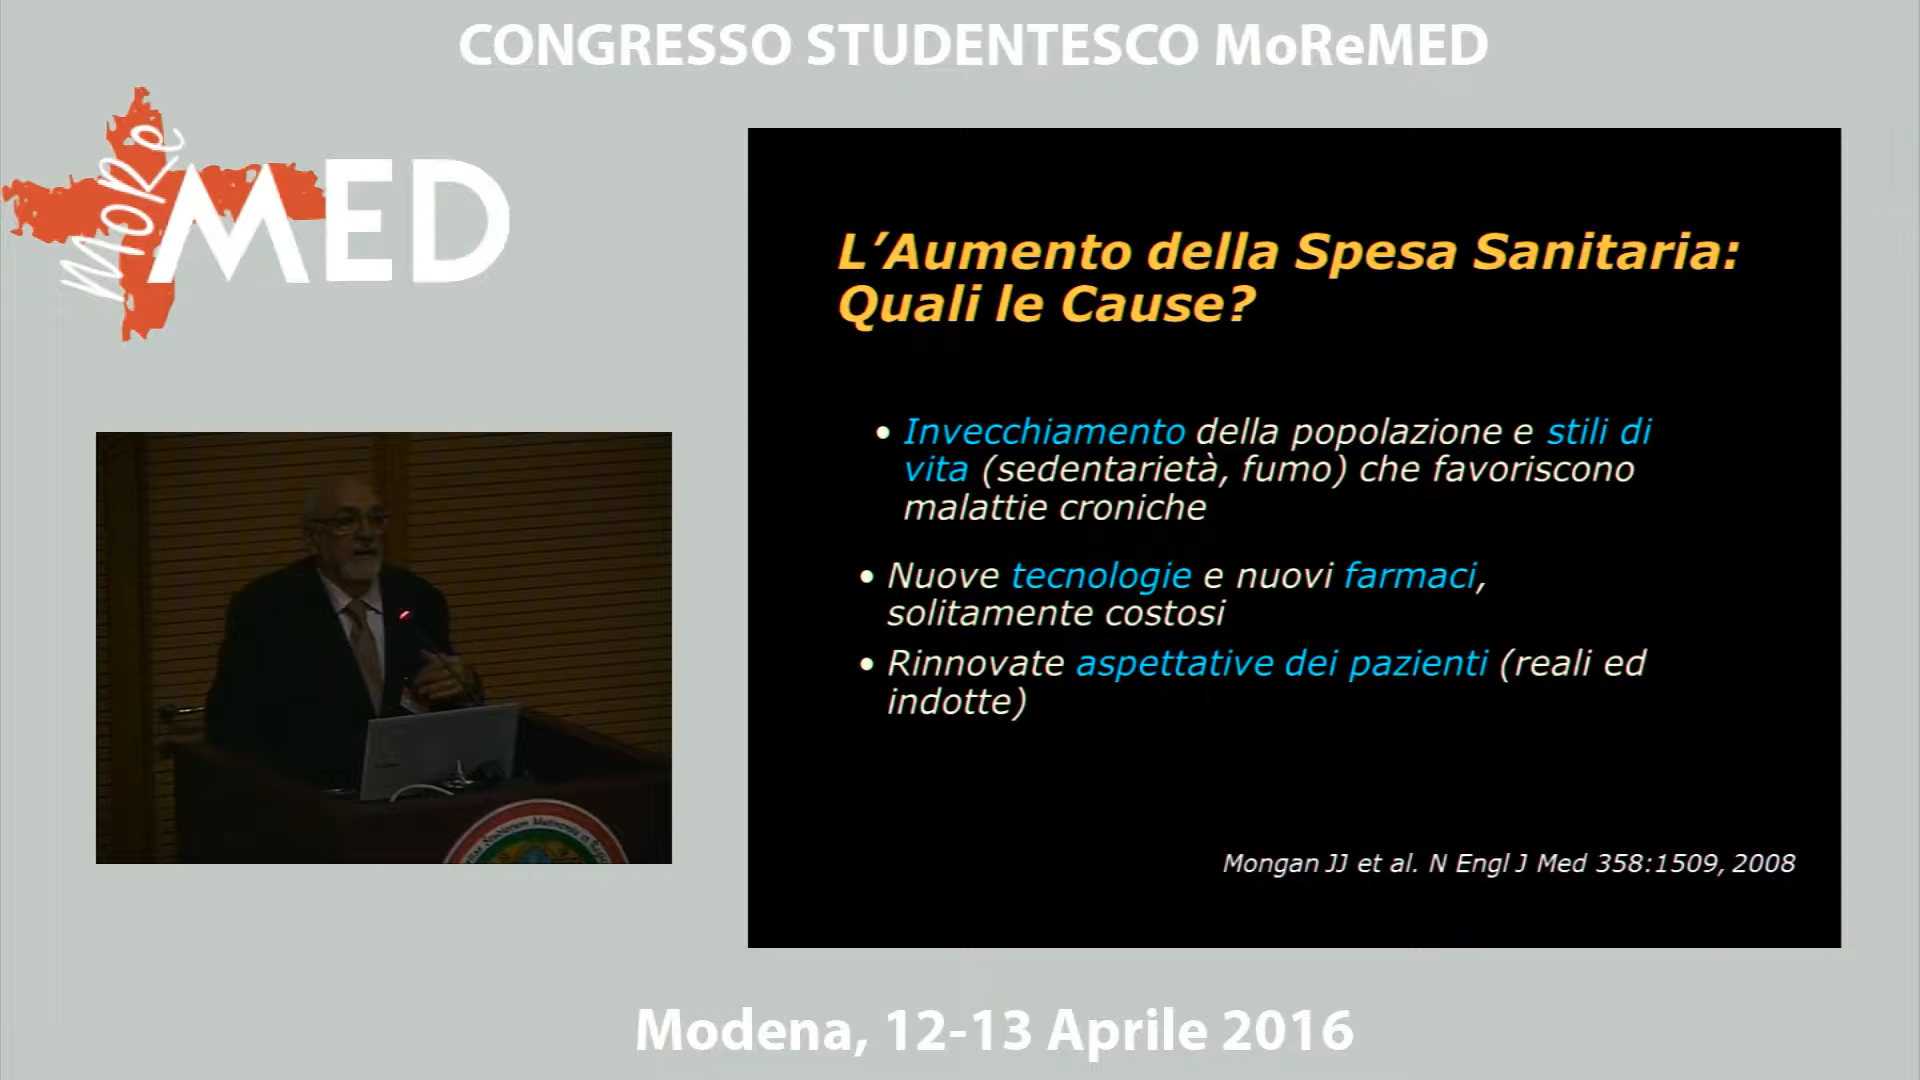 CONGRESSO STUDENTESCO MoReMED
MoRe
MED
L’Aumento della Spesa Sanitaria:
Quali le Cause?
• Invecchiamento della popolazione e stili di
vita (sedentarietà, fumo) che favoriscono
malattie croniche
• Nuove tecnologie e nuovi farmaci,
solitamente costosi
• Rinnovate aspettative dei pazienti (reali ed
indotte)
Mongan JJ et al. N Engl J Med 358:1509, 2008
Modena, 12-13 Aprile 2016